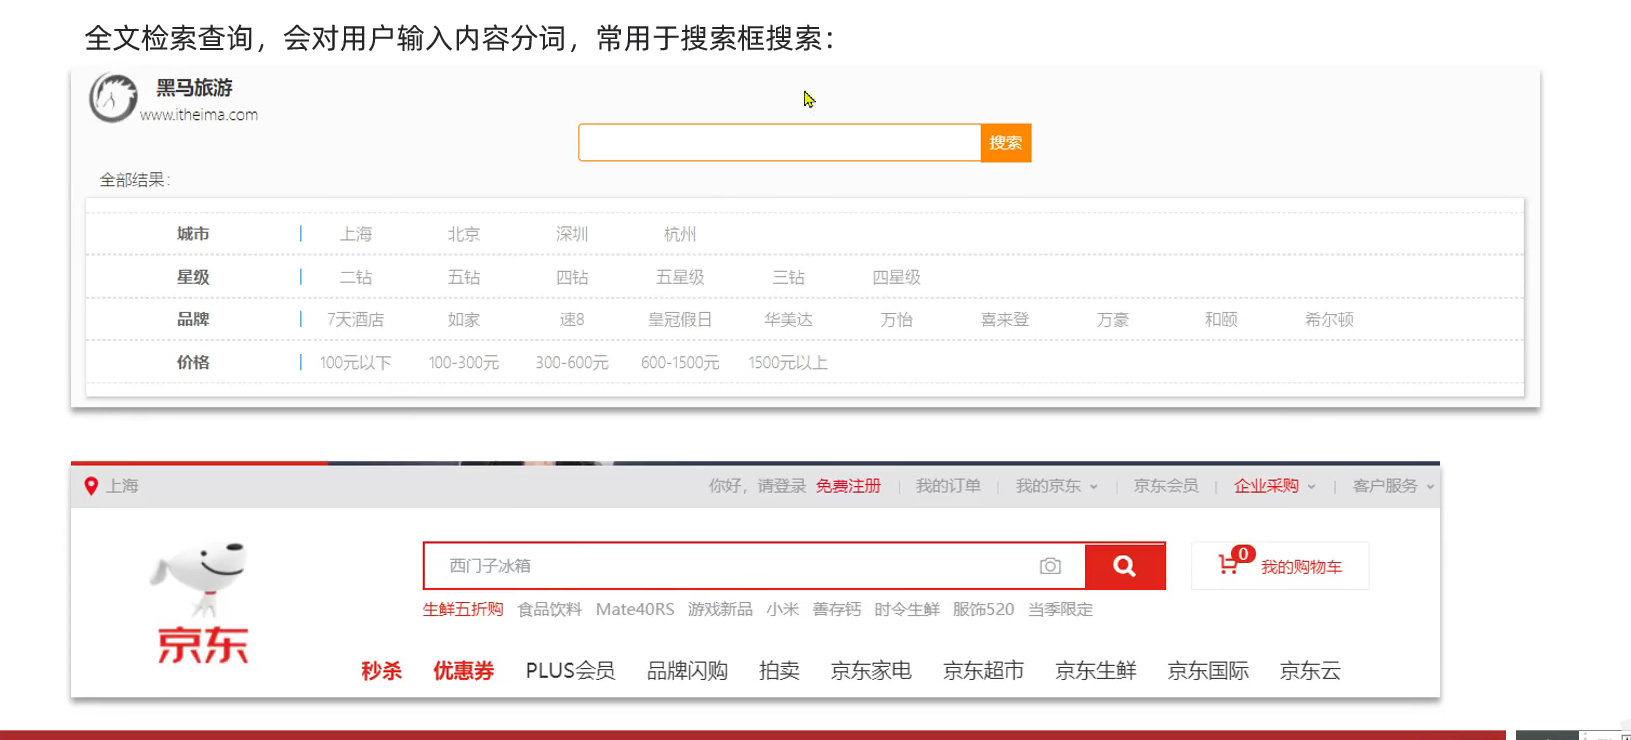 全文检索查询，会对用户输入内容分词，常用于搜索框搜索：
黑马旅游
www.itheima.com
搜索
全部结果：
城市 上海 北京 深圳 杭州
星级 二钻 五钻 四钻 五星级 三钻 四星级
品牌 7天酒店 如家 速8 皇冠假日 华美达 万怡 喜来登 万豪 和颐 希尔顿
价格 100元以下 100-300元 300-600元 600-1500元 1500元以上
上海 你好，请登录 免费注册 我的订单 我的京东 京东会员 企业采购 客户服务
西门子冰箱 0 我的购物车
生鲜五折购 食品饮料 Mate40RS 游戏新品 小米 善存钙 时令生鲜 服饰520 当季限定
京东
秒杀 优惠券 PLUS会员 品牌闪购 拍卖 京东家电 京东超市 京东生鲜 京东国际 京东云